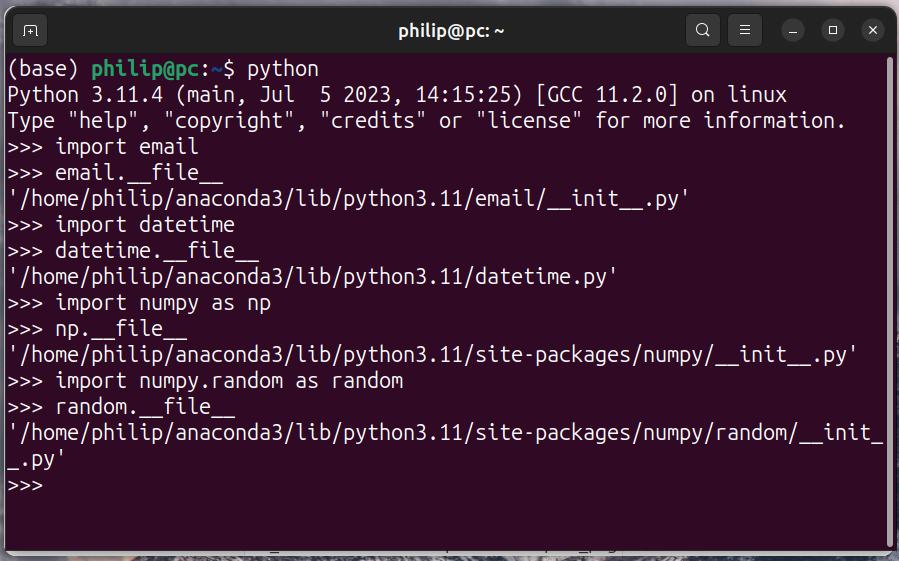 philip@pc: ~
(base) philip@pc:~$ python
Python 3.11.4 (main, Jul  5 2023, 14:15:25) [GCC 11.2.0] on linux
Type "help", "copyright", "credits" or "license" for more information.
>>> import email
>>> email.__file__
'/home/philip/anaconda3/lib/python3.11/email/__init__.py'
>>> import datetime
>>> datetime.__file__
'/home/philip/anaconda3/lib/python3.11/datetime.py'
>>> import numpy as np
>>> np.__file__
'/home/philip/anaconda3/lib/python3.11/site-packages/numpy/__init__.py'
>>> import numpy.random as random
>>> random.__file__
'/home/philip/anaconda3/lib/python3.11/site-packages/numpy/random/__init_
_.py'
>>>